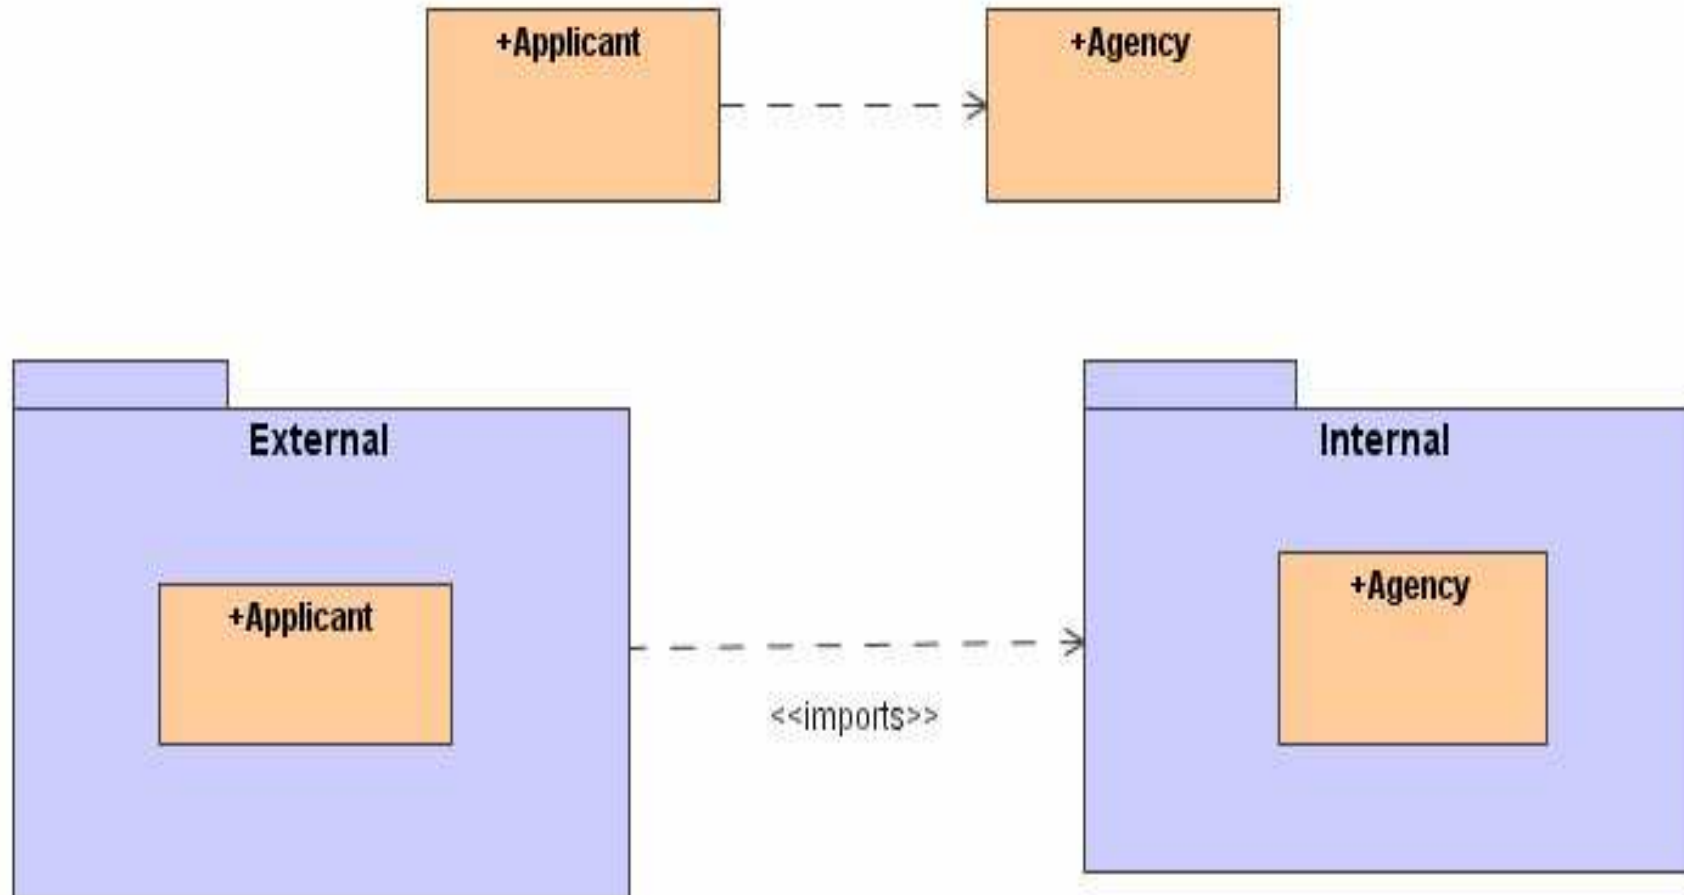 +Applicant
+Agency
External
Internal
+Applicant
+Agency
<<imports>>